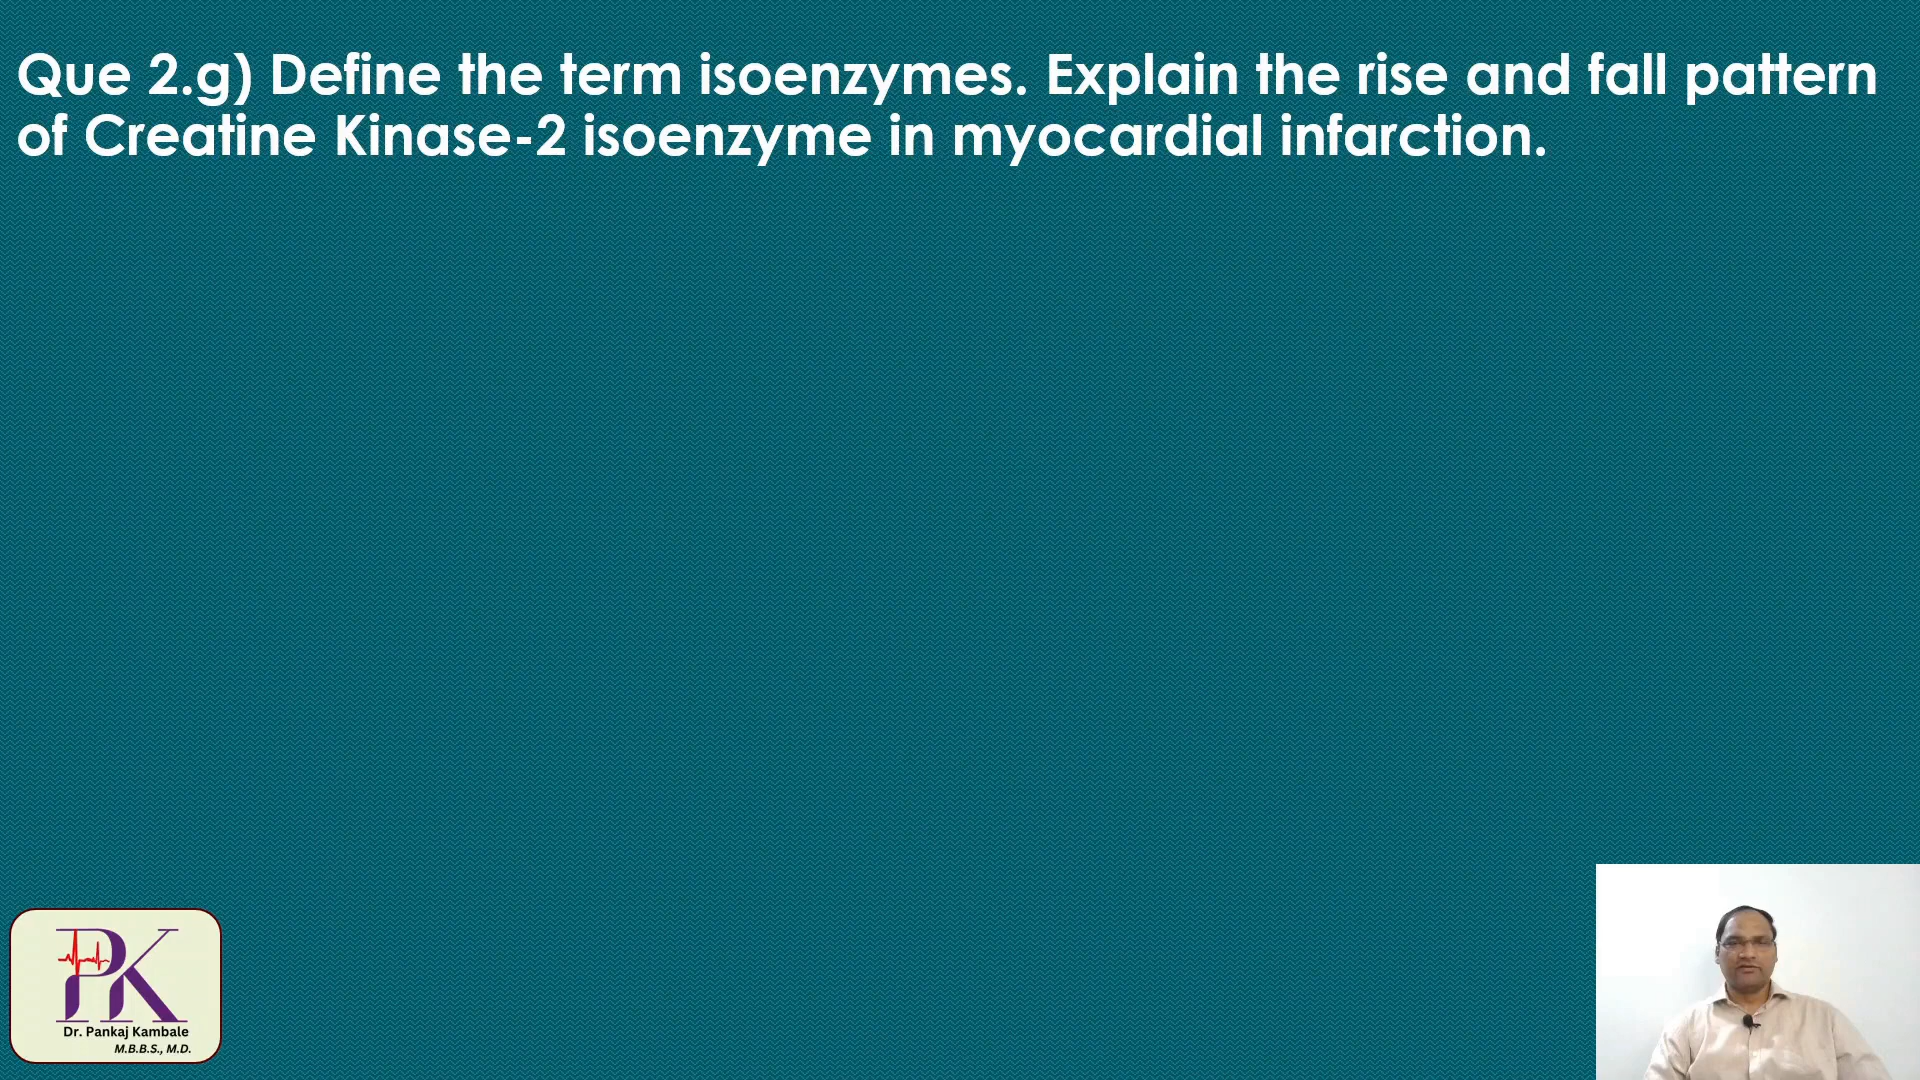 Que 2.g) Define the term isoenzymes. Explain the rise and fall pattern
of Creatine Kinase-2 isoenzyme in myocardial infarction.
PK
Dr. Pankaj Kambale
M.B.B.S., M.D.